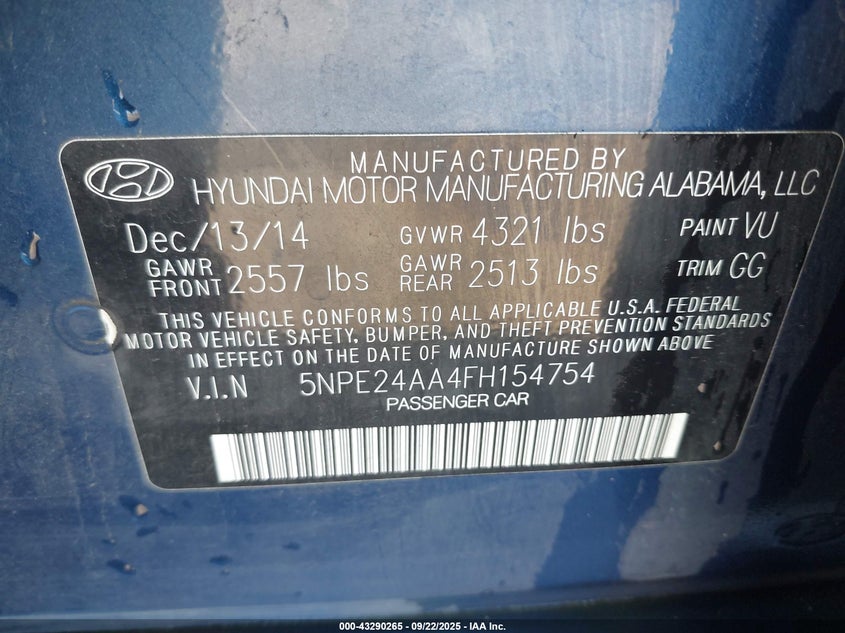 MANUFACTURED BY
HYUNDAI MOTOR MANUFACTURING ALABAMA, LLC
Dec/13/14 GVWR 4321 lbs PAINT VU
GAWR FRONT 2557 lbs GAWR REAR 2513 lbs TRIM GG
THIS VEHICLE CONFORMS TO ALL APPLICABLE U.S.A. FEDERAL
MOTOR VEHICLE SAFETY, BUMPER, AND THEFT PREVENTION STANDARDS
IN EFFECT ON THE DATE OF MANUFACTURE SHOWN ABOVE
V.I.N 5NPE24AA4FH154754
PASSENGER CAR
000-43290265 - 09/22/2025 - IAA Inc.